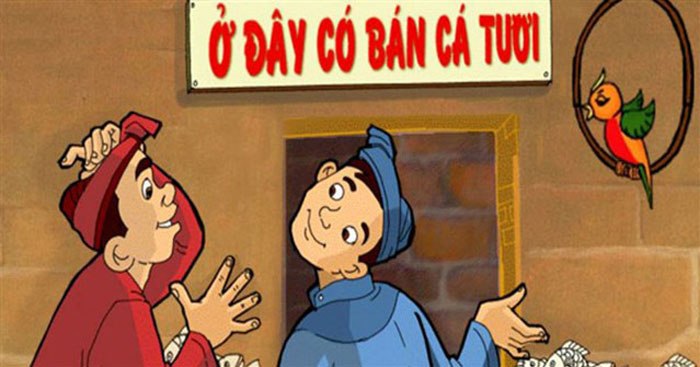 Ở ĐÂY CÓ BÁN CÁ TƯƠI